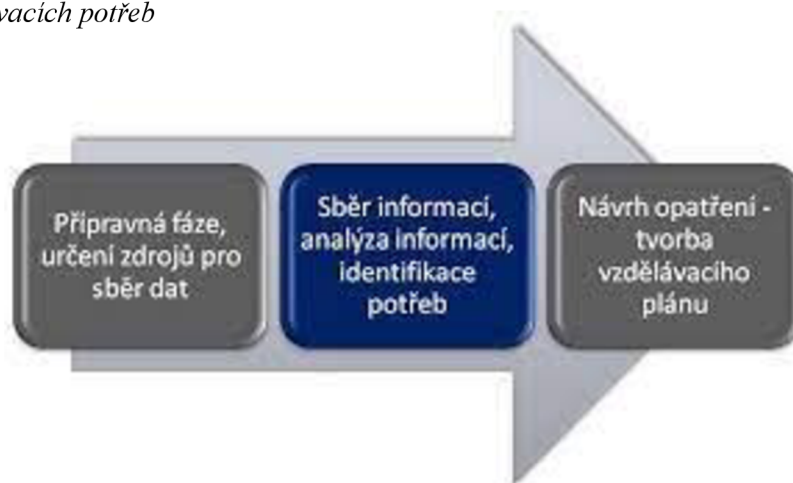 vacích potřeb
Přípravná fáze,
určení zdrojů pro
sběr dat
Sběr informací,
analýza informací,
identifikace
potřeb
Návrh opatření -
tvorba
vzdělávacího
plánu